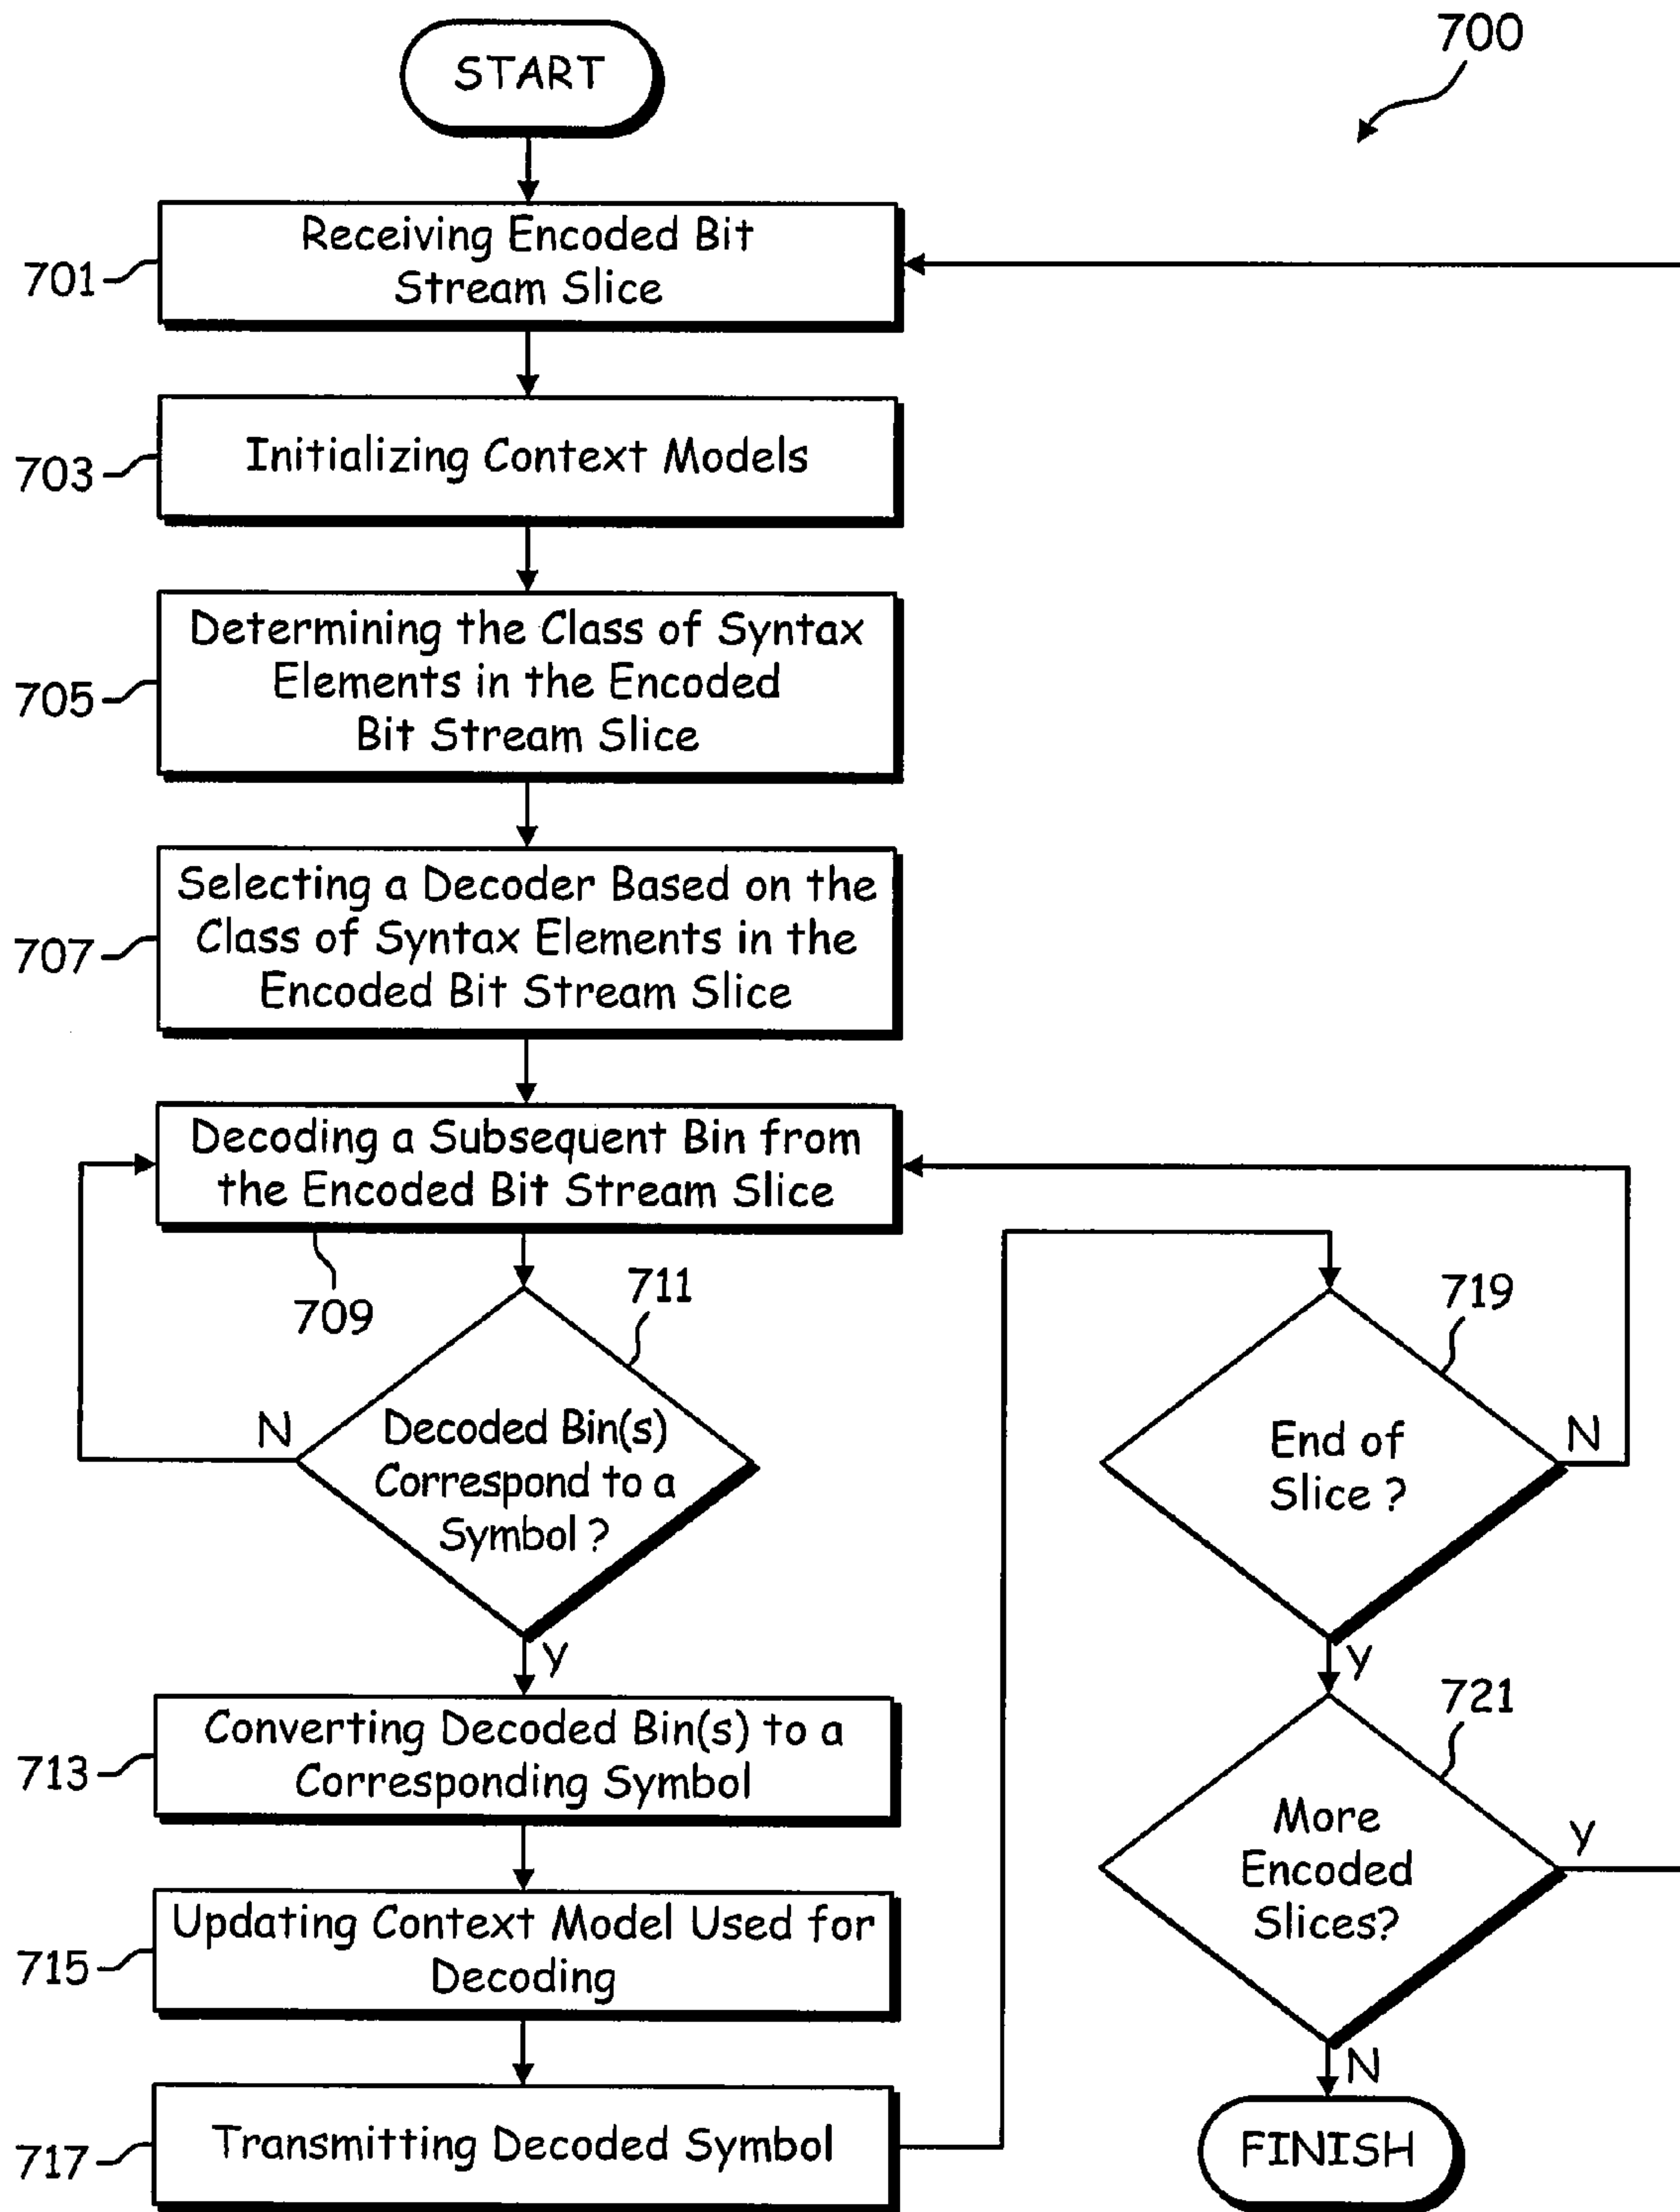 START
700
Receiving Encoded Bit
Stream Slice
701
Initializing Context Models
703
Determining the Class of Syntax
Elements in the Encoded
Bit Stream Slice
705
Selecting a Decoder Based on the
Class of Syntax Elements in the
Encoded Bit Stream Slice
707
Decoding a Subsequent Bin from
the Encoded Bit Stream Slice
709
711
Decoded Bin(s)
Correspond to a
Symbol ?
N
Y
Converting Decoded Bin(s) to a
Corresponding Symbol
713
Updating Context Model Used for
Decoding
715
Transmitting Decoded Symbol
717
719
End of
Slice ?
N
Y
721
More
Encoded
Slices?
Y
N
FINISH